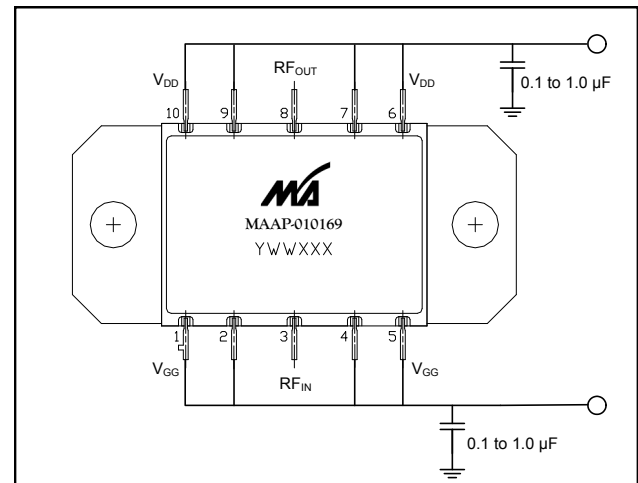 RFOUT
VDD
VDD
0.1 to 1.0 µF
10 9 8 7 6
MA
MAAP-010169
YWWXXX
1 2 3 4 5
VGG
RFIN
VGG
0.1 to 1.0 µF